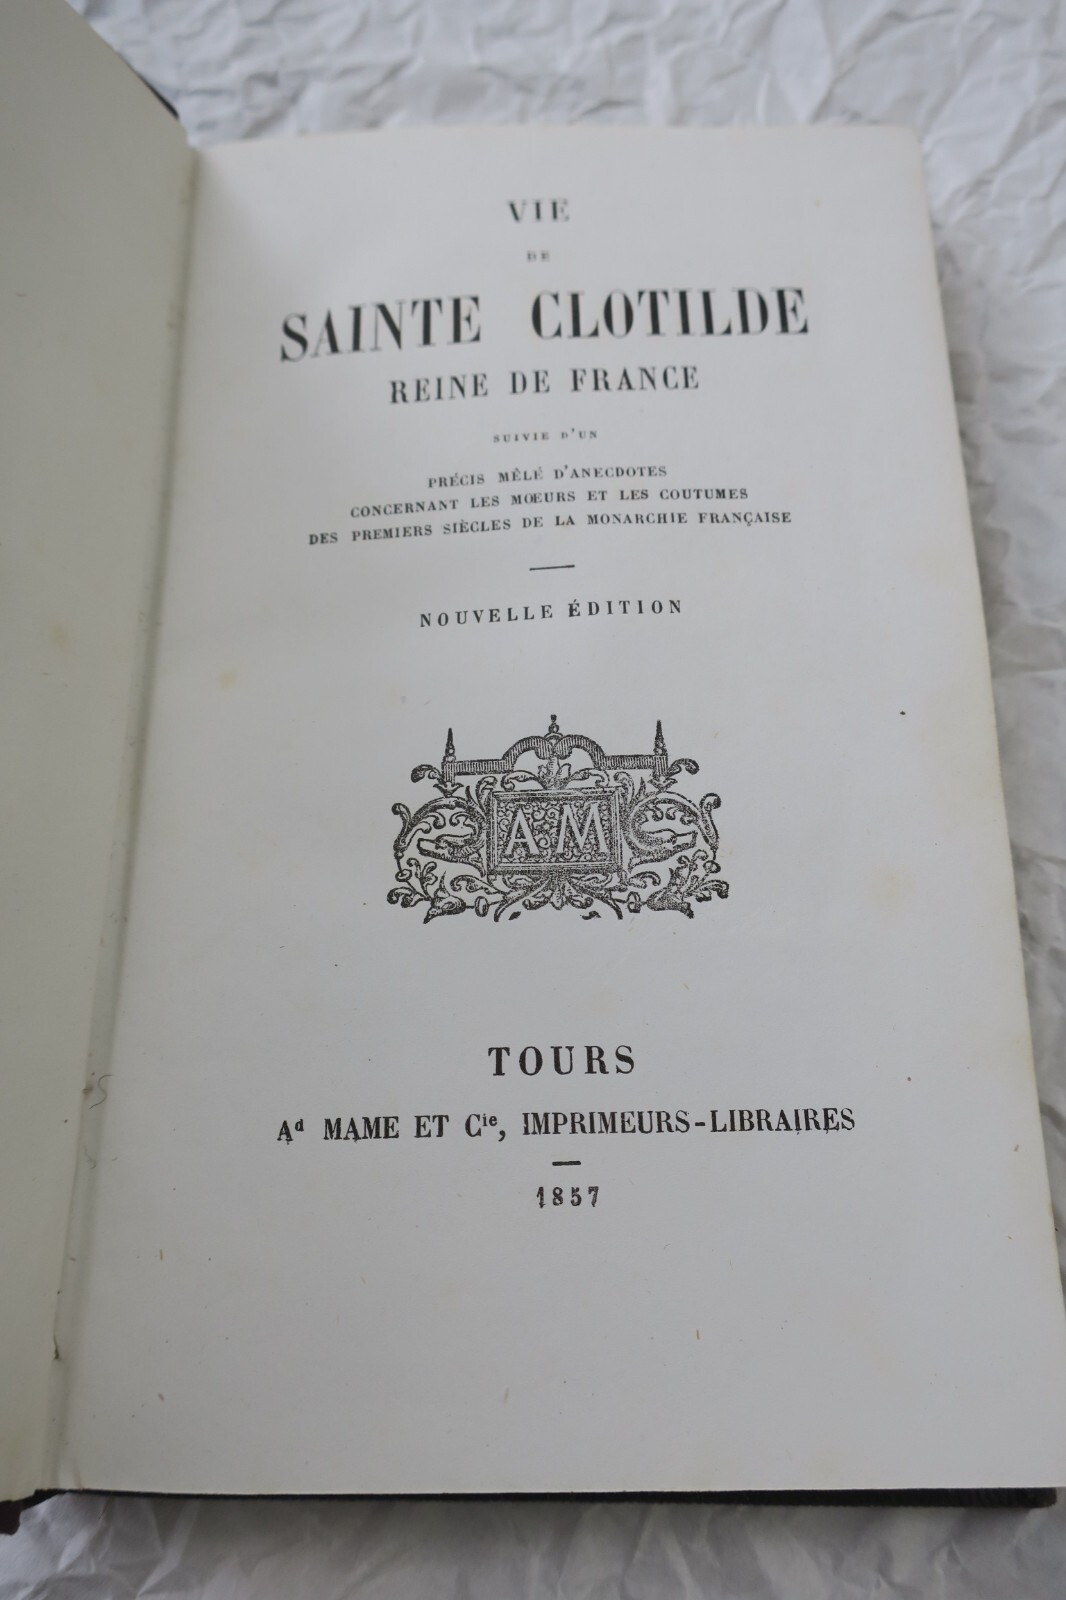 VIE
DE
SAINTE CLOTILDE
REINE DE FRANCE
SUIVIE D'UN
PRÉCIS MÊLÉ D'ANECDOTES
CONCERNANT LES MŒURS ET LES COUTUMES
DES PREMIERS SIÈCLES DE LA MONARCHIE FRANÇAISE
NOUVELLE ÉDITION
AM
TOURS
Ad MAME ET Cie, IMPRIMEURS-LIBRAIRES
1857